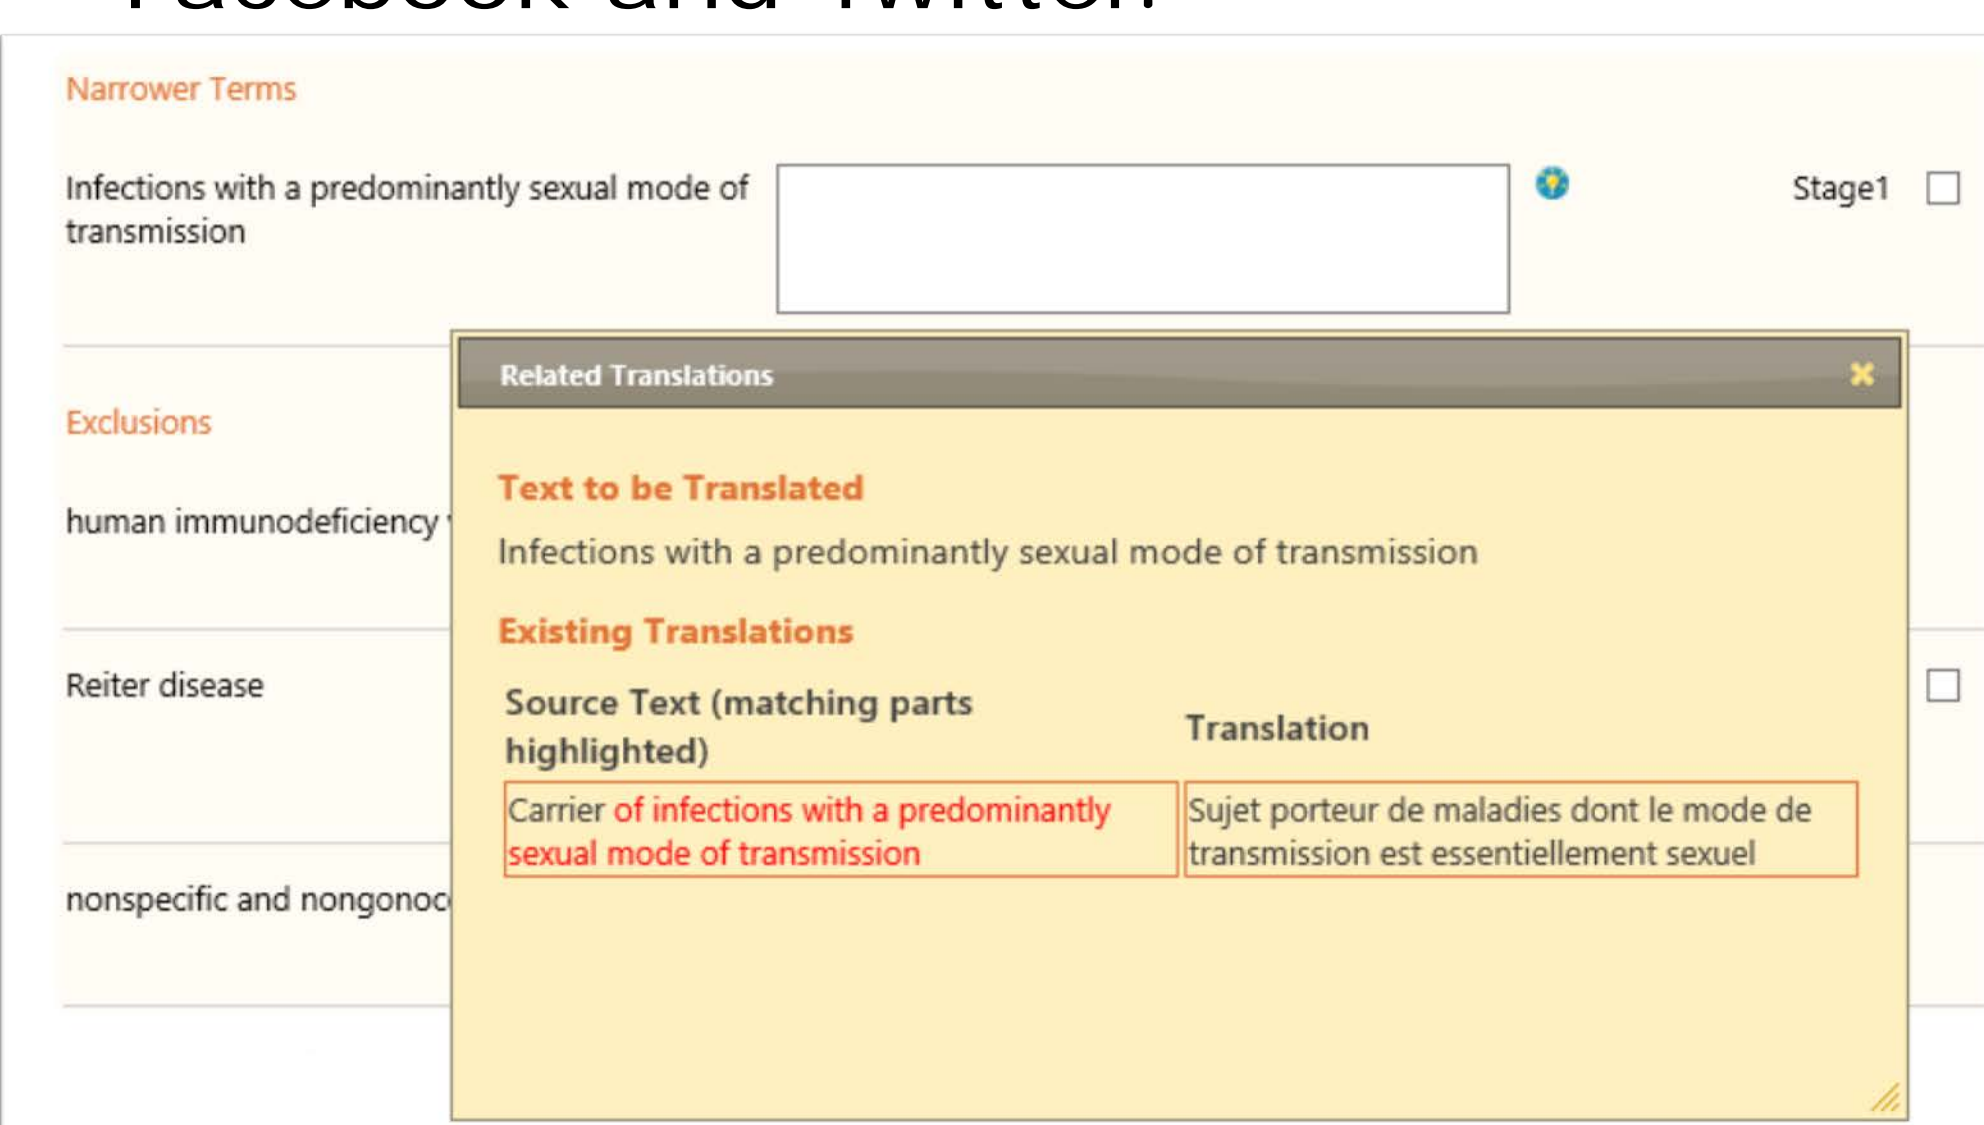 Facebook and Twitter.
Narrower Terms
Infections with a predominantly sexual mode of
transmission
Stage1
Related Translations
Exclusions
Text to be Translated
human immunodeficiency
Infections with a predominantly sexual mode of transmission
Existing Translations
Reiter disease
Source Text (matching parts
highlighted)
Translation
Carrier of infections with a predominantly
sexual mode of transmission
Sujet porteur de maladies dont le mode de
transmission est essentiellement sexuel
nonspecific and